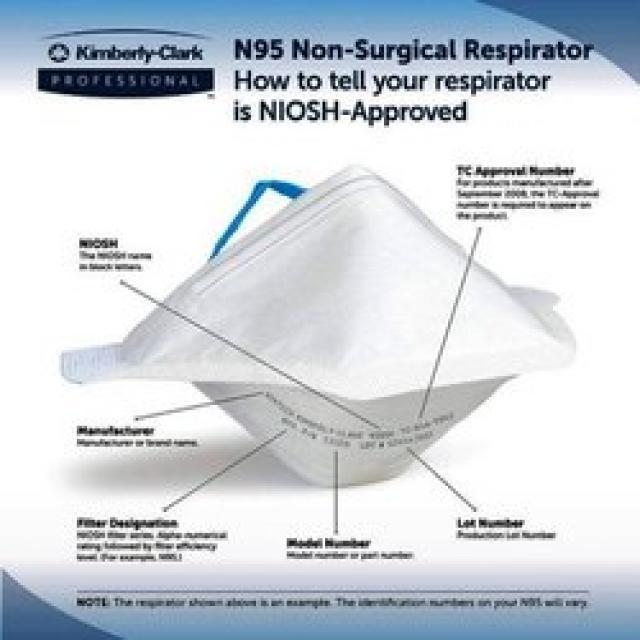 Kimberly-Clark
PROFESSIONAL
TM
N95 Non-Surgical Respirator
How to tell your respirator
is NIOSH-Approved
TC Approval Number
For products manufactured after
September 2008, the TC-Approval
number is required to appear on
the product.
NIOSH
The NIOSH name
in block letters.
Manufacturer
Manufacturer or brand name.
Filter Designation
NIOSH filter series. Alpha-numerical
rating followed by filter efficiency
level. (For example, N95.)
Model Number
Model number or part number.
Lot Number
Production Lot Number
NOTE: The respirator shown above is an example. The identification numbers on your N95 will vary.